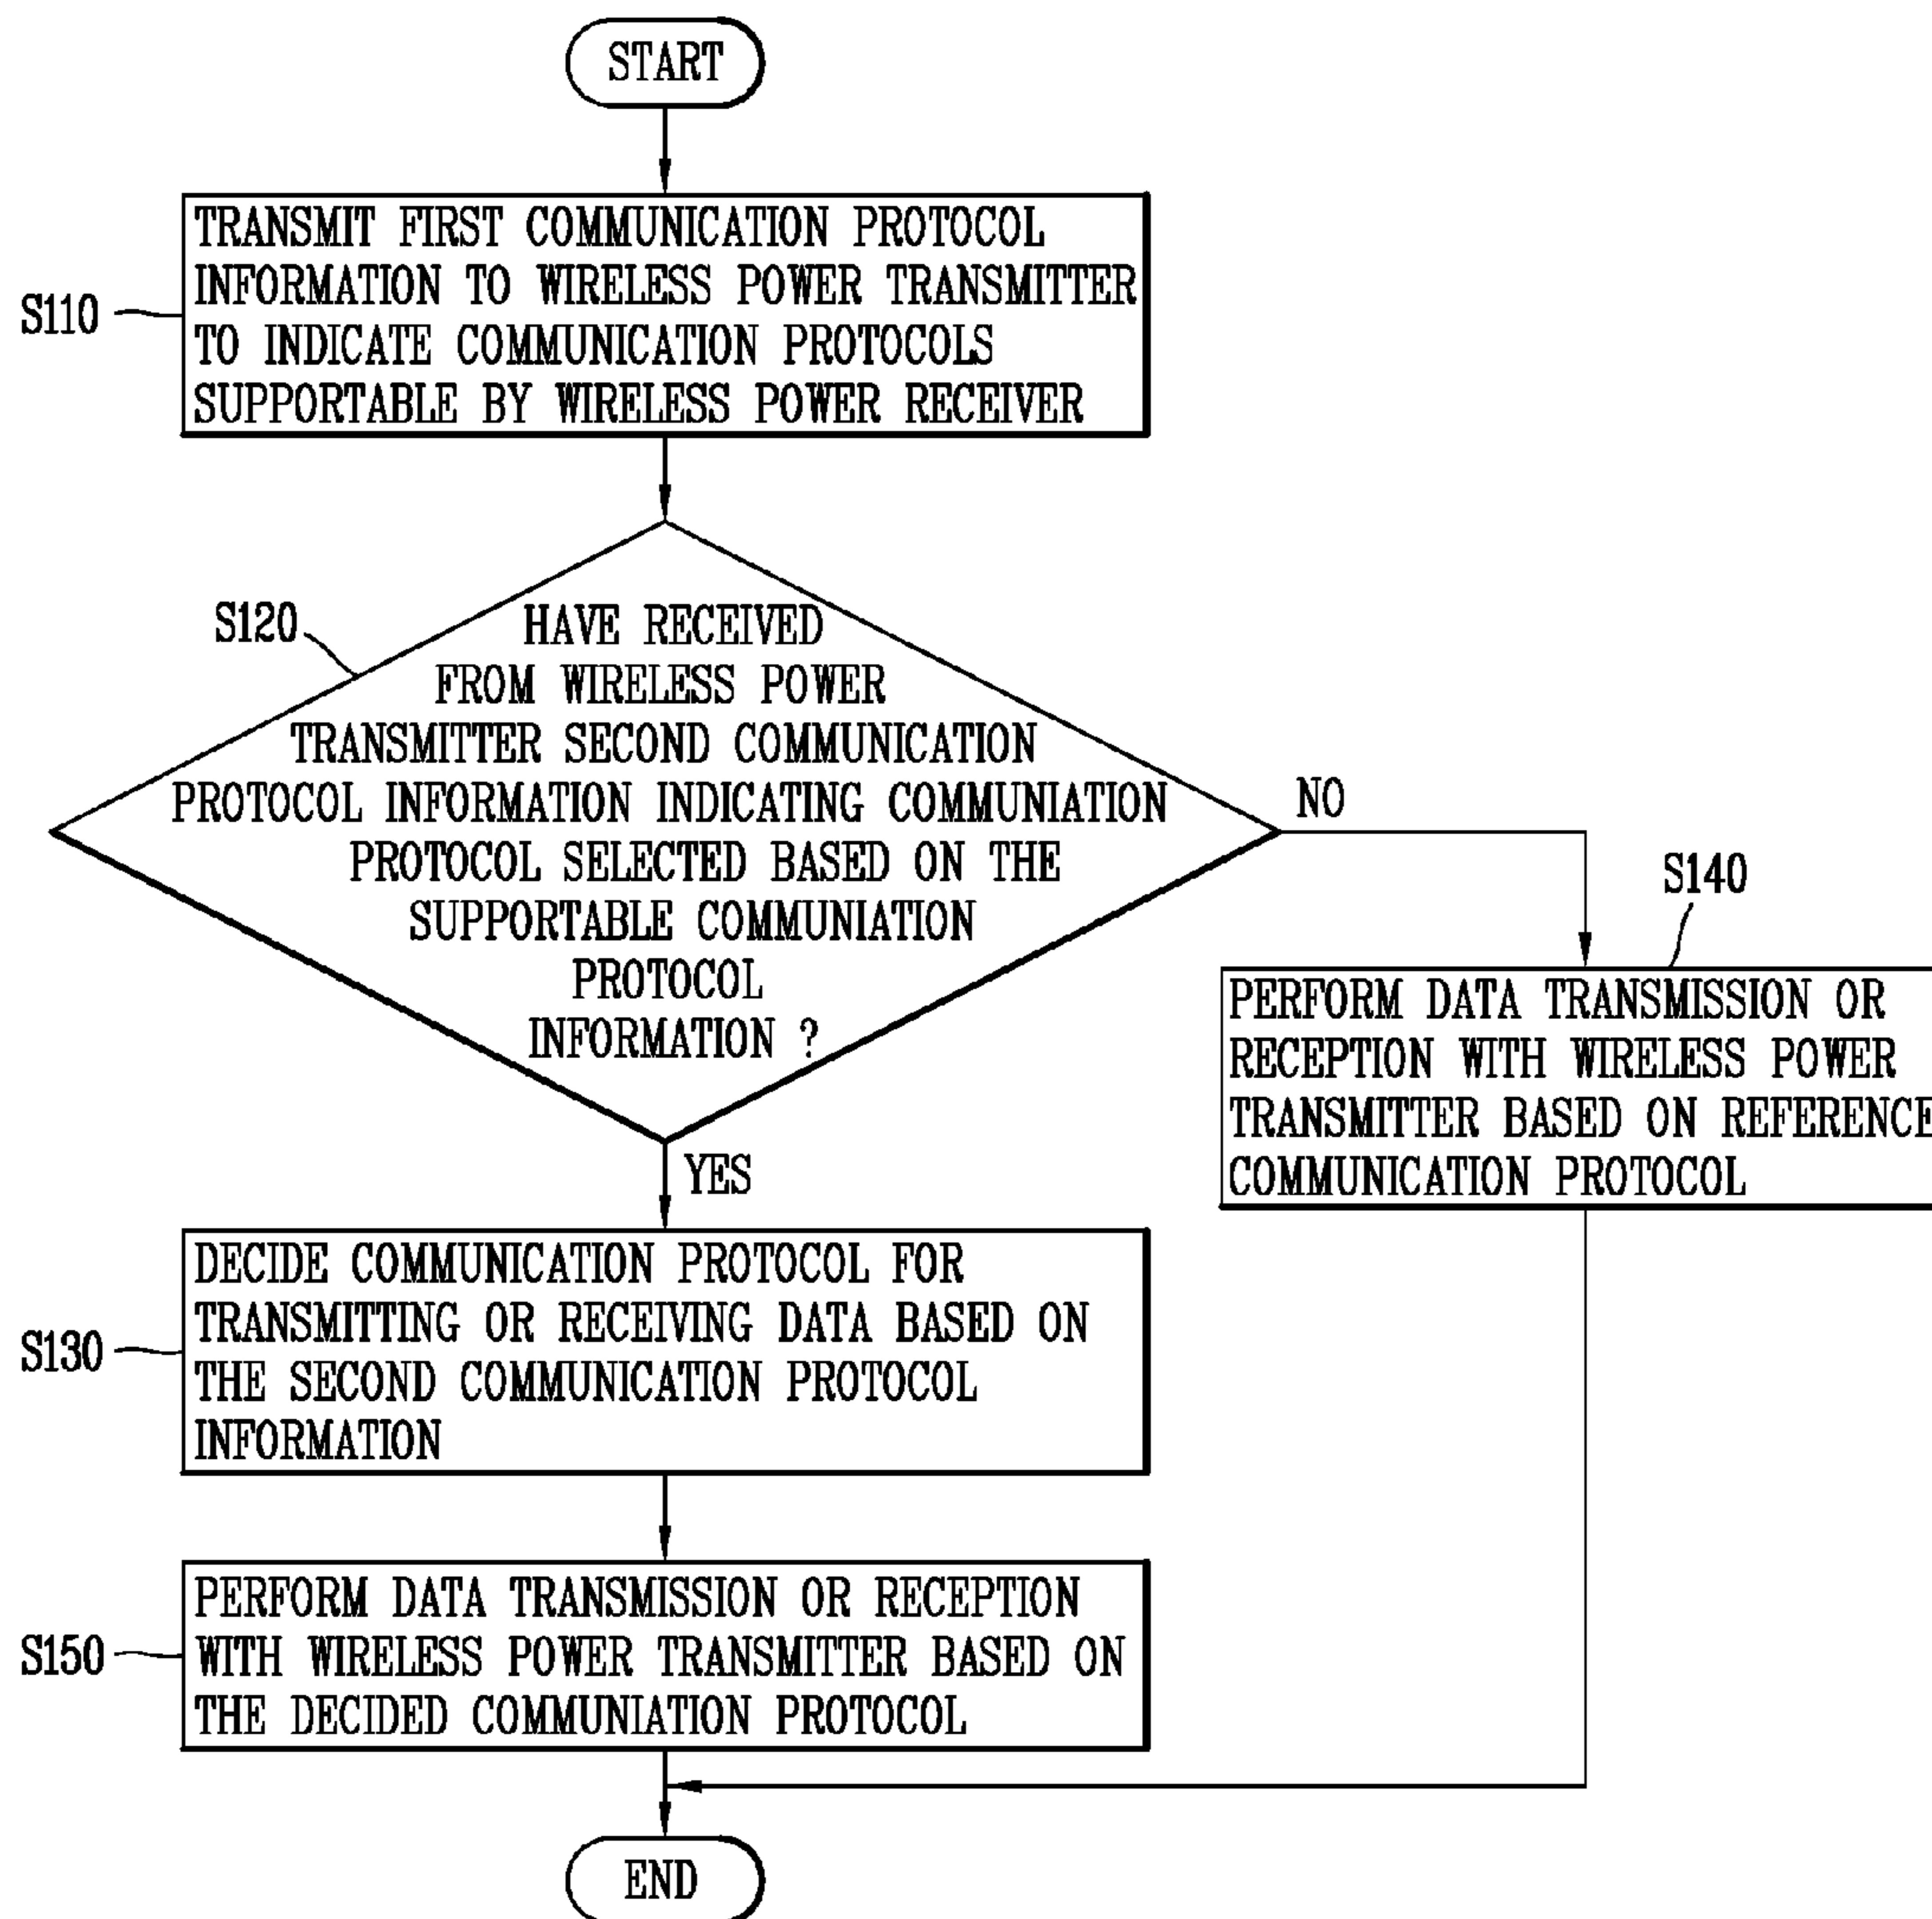 START
TRANSMIT FIRST COMMUNICATION PROTOCOL
INFORMATION TO WIRELESS POWER TRANSMITTER
TO INDICATE COMMUNICATION PROTOCOLS
SUPPORTABLE BY WIRELESS POWER RECEIVER
S110
S120
HAVE RECEIVED
FROM WIRELESS POWER
TRANSMITTER SECOND COMMUNICATION
PROTOCOL INFORMATION INDICATING COMMUNIATION
PROTOCOL SELECTED BASED ON THE
SUPPORTABLE COMMUNIATION
PROTOCOL
INFORMATION ?
NO
S140
PERFORM DATA TRANSMISSION OR
RECEPTION WITH WIRELESS POWER
TRANSMITTER BASED ON REFERENCE
COMMUNICATION PROTOCOL
YES
DECIDE COMMUNICATION PROTOCOL FOR
TRANSMITTING OR RECEIVING DATA BASED ON
THE SECOND COMMUNICATION PROTOCOL
INFORMATION
S130
PERFORM DATA TRANSMISSION OR RECEPTION
WITH WIRELESS POWER TRANSMITTER BASED ON
THE DECIDED COMMUNIATION PROTOCOL
S150
END